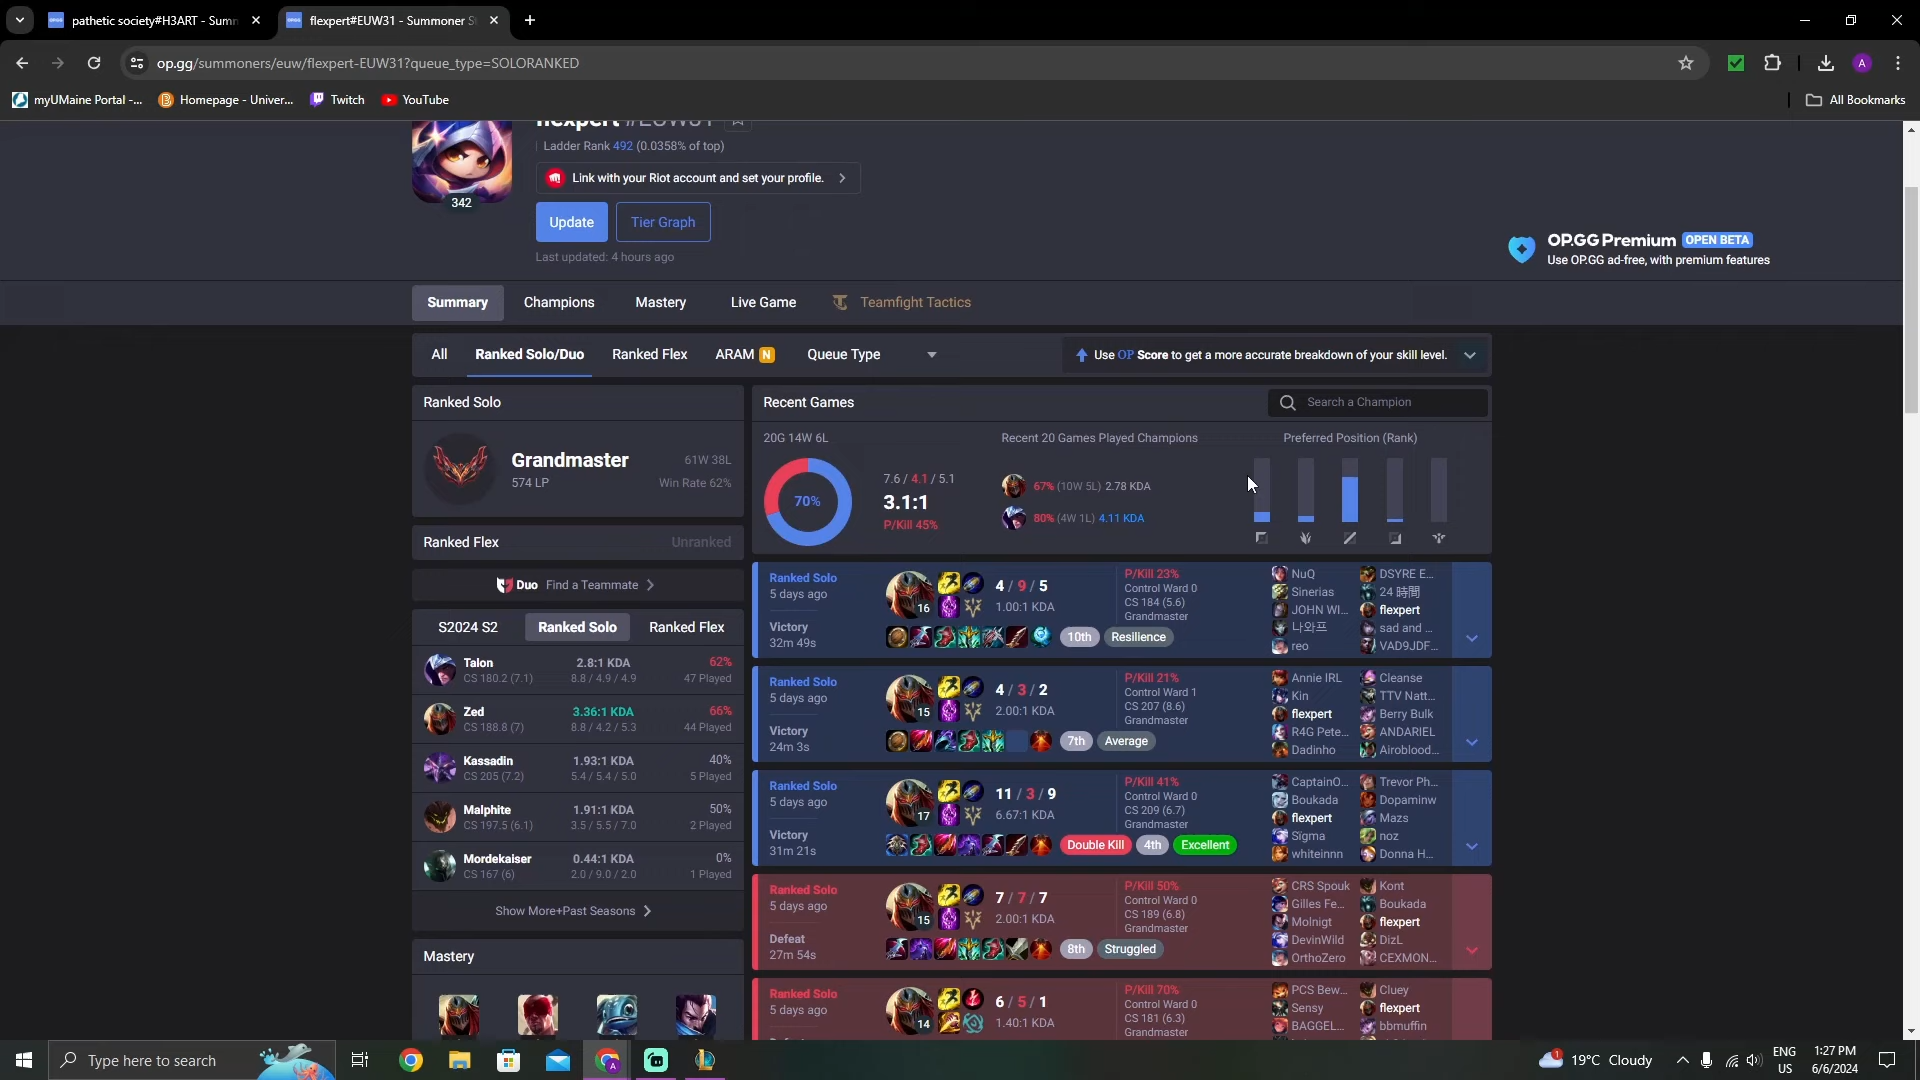 pathetic society#H3ART - Summ
flexpert#EUW31 - Summoner S
op.gg/summoners/euw/flexpert-EUW31?queue_type=SOLORANKED
myUMaine Portal -...
Homepage - Univer...
Twitch
YouTube
All Bookmarks
flexpert #EUW31
Ladder Rank 492 (0.0358% of top)
Link with your Riot account and set your profile.
342
Update
Tier Graph
Last updated: 4 hours ago
OP.GG Premium OPEN BETA
Use OP.GG ad-free, with premium features
Summary Champions Mastery Live Game Teamfight Tactics
All Ranked Solo/Duo Ranked Flex ARAM N Queue Type
Use OP Score to get a more accurate breakdown of your skill level.
Ranked Solo
Grandmaster 61W 38L
574 LP Win Rate 62%
Ranked Flex Unranked
Duo Find a Teammate
S2024 S2 Ranked Solo Ranked Flex
Talon 2.8:1 KDA 62%
CS 180.2 (7.1) 8.8 / 4.9 / 4.9 47 Played
Zed 3.36:1 KDA 66%
CS 188.8 (7) 8.8 / 4.2 / 5.3 44 Played
Kassadin 1.93:1 KDA 40%
CS 205 (7.2) 5.4 / 5.4 / 5.0 5 Played
Malphite 1.91:1 KDA 50%
CS 197.5 (6.1) 3.5 / 5.5 / 7.0 2 Played
Mordekaiser 0.44:1 KDA 0%
CS 167 (6) 2.0 / 9.0 / 2.0 1 Played
Show More+Past Seasons
Mastery
Recent Games
Search a Champion
20G 14W 6L
70%
7.6 / 4.1 / 5.1
3.1:1
P/Kill 45%
Recent 20 Games Played Champions
67% (10W 5L) 2.78 KDA
80% (4W 1L) 4.11 KDA
Preferred Position (Rank)
Ranked Solo
5 days ago
Victory
32m 49s
16
4 / 9 / 5
1.00:1 KDA
P/Kill 23%
Control Ward 0
CS 184 (5.6)
Grandmaster
10th Resilience
NuQ DSYRE E...
Sinerias 24 時間
JOHN WI... flexpert
나와프 sad and ...
reo VAD9JDF...
Ranked Solo
5 days ago
Victory
24m 3s
15
4 / 3 / 2
2.00:1 KDA
P/Kill 21%
Control Ward 1
CS 207 (8.6)
Grandmaster
7th Average
Annie IRL Cleanse
Kin TTV Natt...
flexpert Berry Bulk
R4G Pete... ANDARIEL
Dadinho Airoblood...
Ranked Solo
5 days ago
Victory
31m 21s
17
11 / 3 / 9
6.67:1 KDA
P/Kill 41%
Control Ward 0
CS 209 (6.7)
Grandmaster
Double Kill 4th Excellent
CaptainO... Trevor Ph...
Boukada Dopaminw
flexpert Mazs
Sïgma noz
whiteinnn Donna H...
Ranked Solo
5 days ago
Defeat
27m 54s
15
7 / 7 / 7
2.00:1 KDA
P/Kill 50%
Control Ward 0
CS 189 (6.8)
Grandmaster
8th Struggled
CRS Spouk Kont
Gilles Fe... Boukada
Molnigt flexpert
DevinWild DizL
OrthoZero CEXMON...
Ranked Solo
5 days ago
14
6 / 5 / 1
1.40:1 KDA
P/Kill 70%
Control Ward 0
CS 181 (6.3)
Grandmaster
PCS Bew... Cluey
Sensy flexpert
BAGGEL... bbmuffin
Type here to search
19°C Cloudy
ENG
US
1:27 PM
6/6/2024